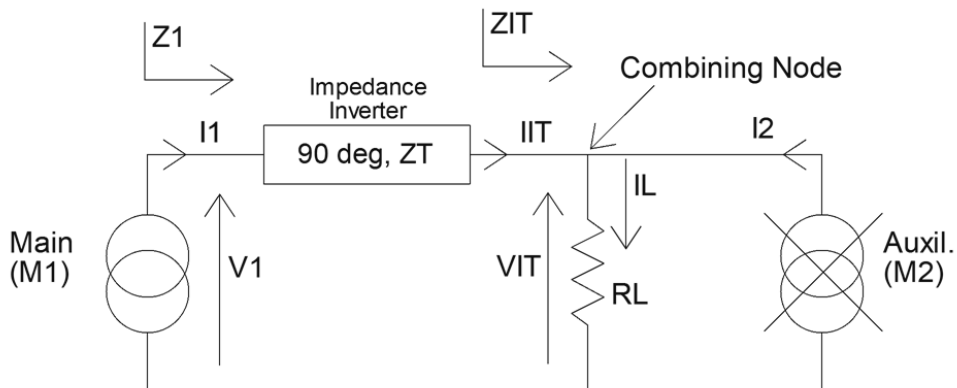 Z1
ZIT
Combining Node
Impedance
Inverter
I1
90 deg, ZT
IIT
I2
IL
Main
(M1)
V1
VIT
RL
Auxil.
(M2)